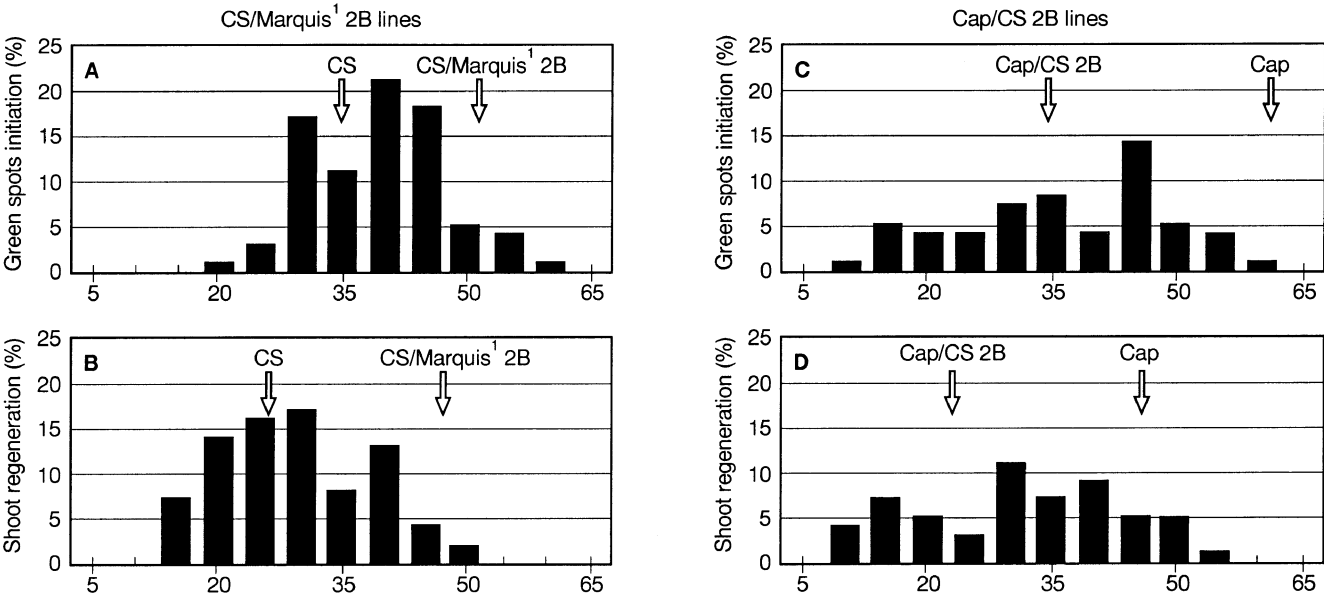 CS/Marquis¹ 2B lines
Green spots initiation (%)
25
20
15
10
5
0
A
CS
CS/Marquis¹ 2B
5
20
35
50
65
Shoot regeneration (%)
25
20
15
10
5
0
B
CS
CS/Marquis¹ 2B
5
20
35
50
65
Cap/CS 2B lines
Green spots initiation (%)
25
20
15
10
5
0
C
Cap/CS 2B
Cap
5
20
35
50
65
Shoot regeneration (%)
25
20
15
10
5
0
D
Cap/CS 2B
Cap
5
20
35
50
65